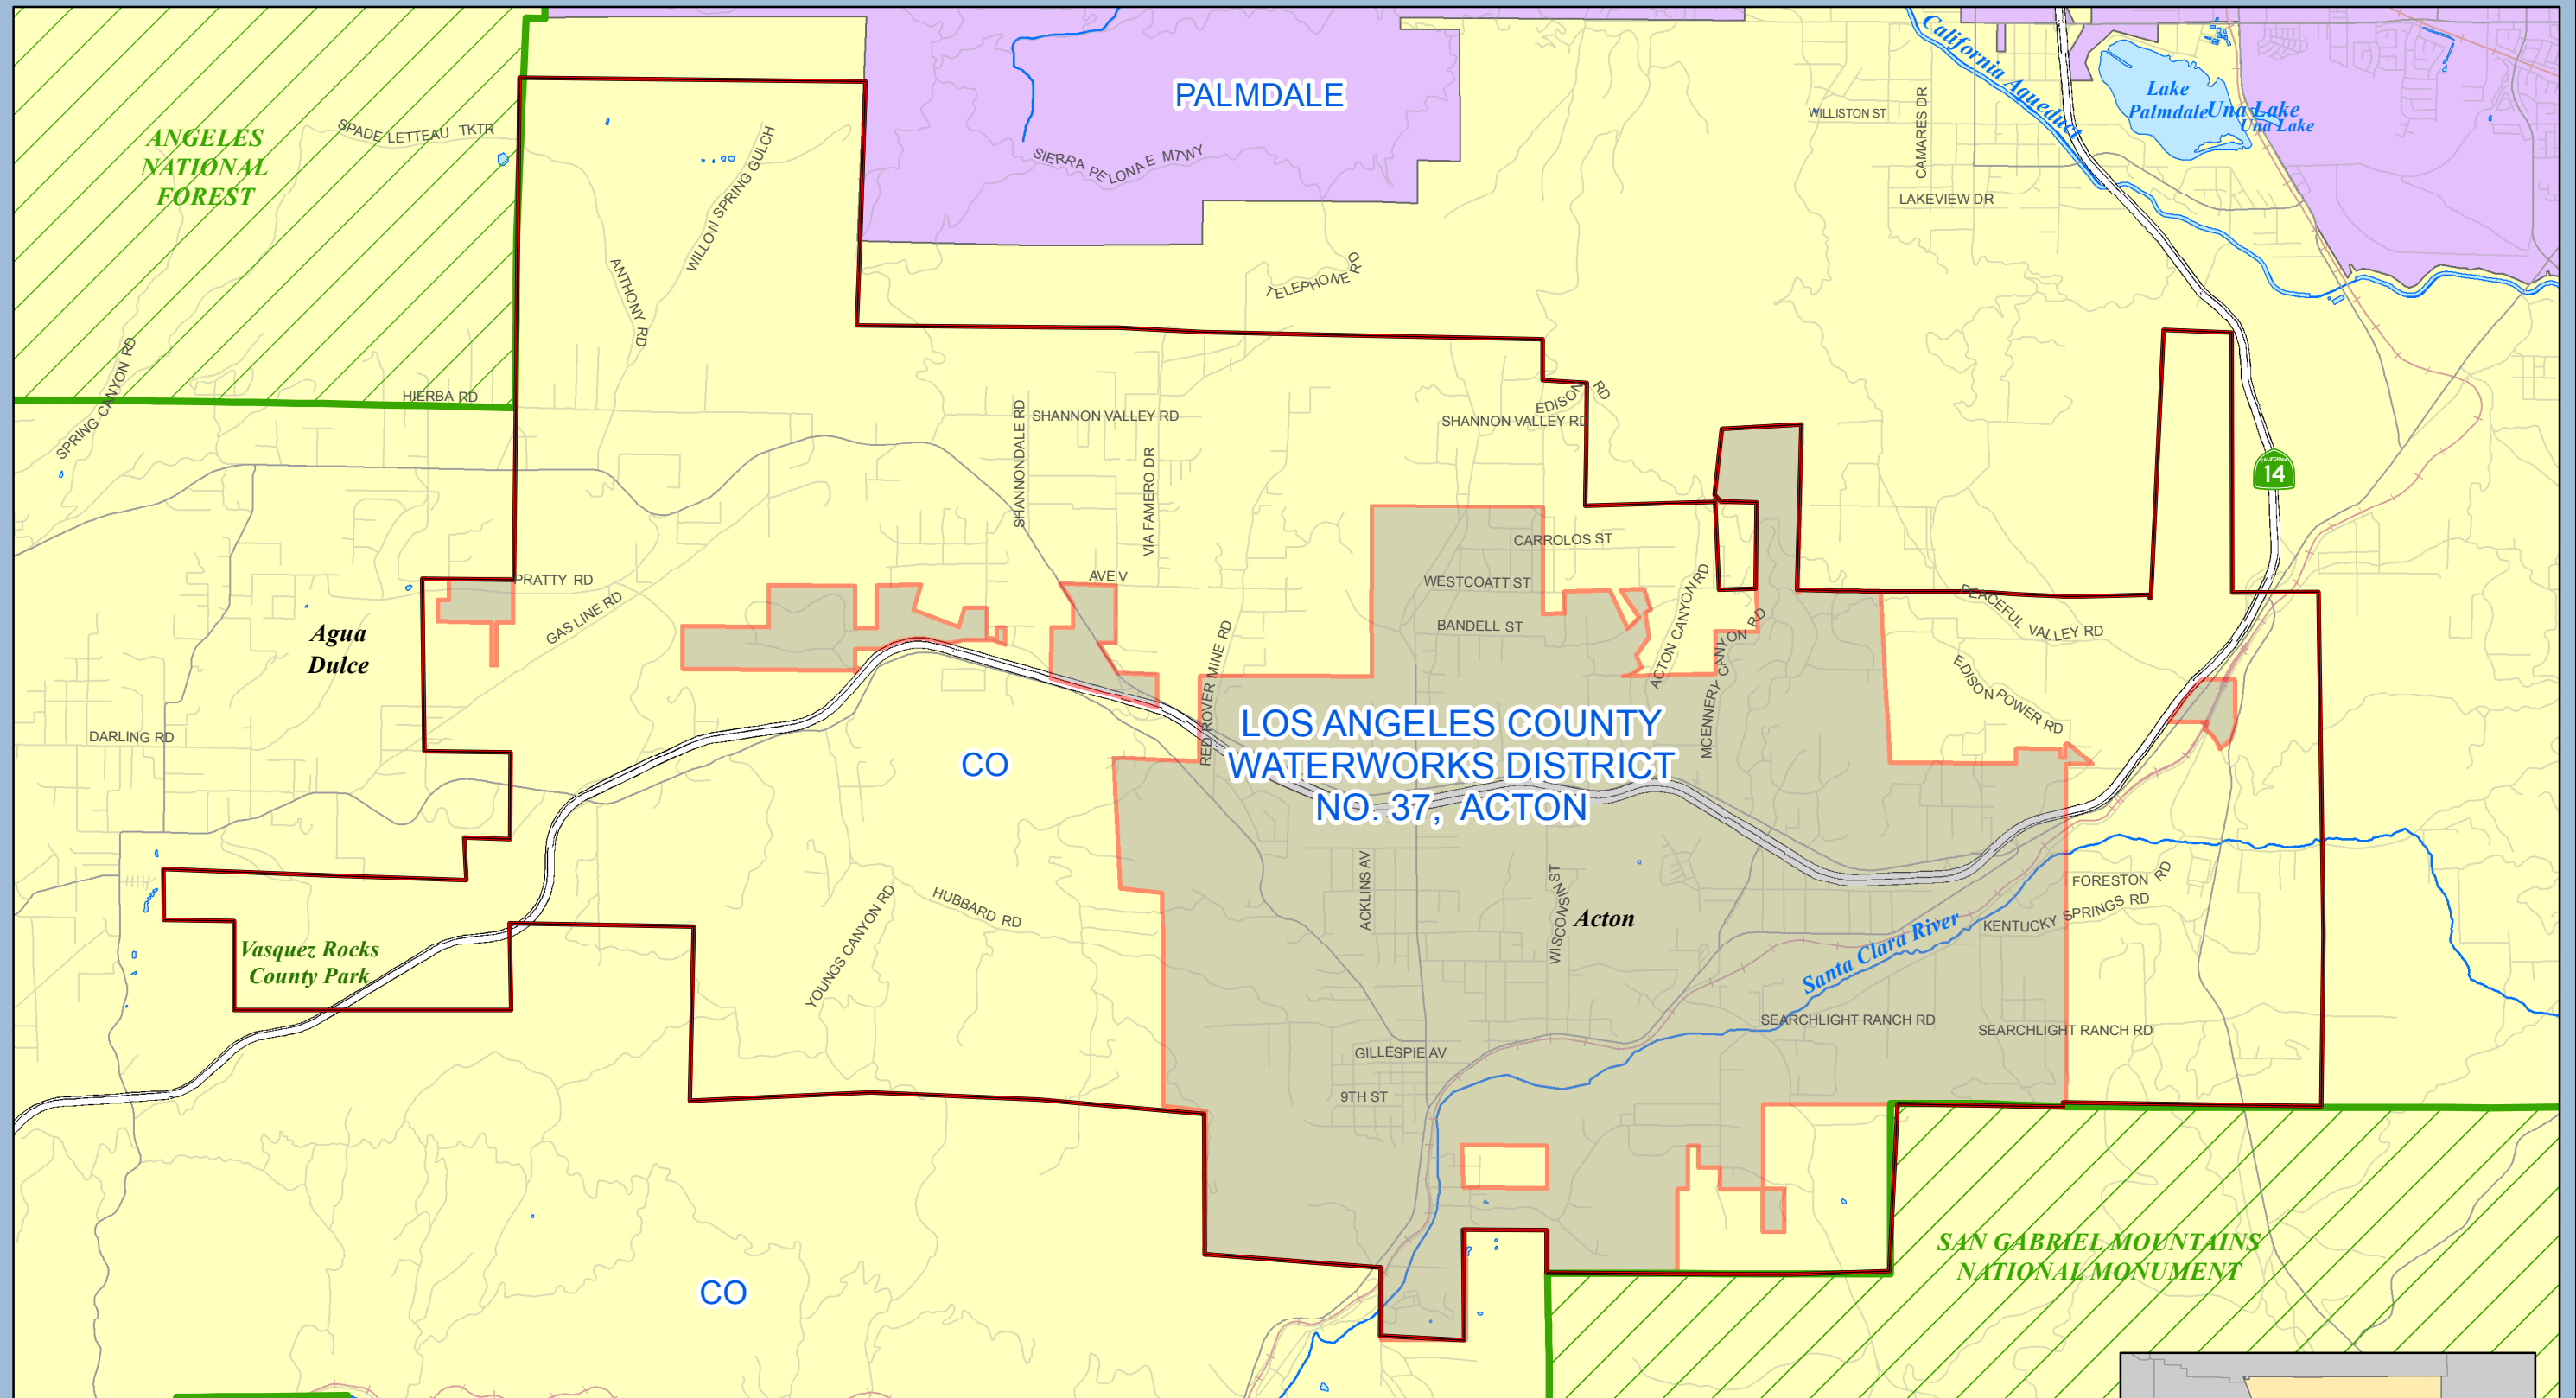 PALMDALE
California Aqueduct
Lake
Palmdale
Una Lake
Una Lake
WILLISTON ST
CAMARES DR
LAKEVIEW DR
ANGELES
NATIONAL
FOREST
SPADE LETTEAU TKTR
WILLOW SPRING GULCH
SIERRA PELONA E MTWY
ANTHONY RD
TELEPHONE RD
SPRING CANYON RD
HIERBA RD
SHANNONDALE RD
SHANNON VALLEY RD
VIA FAMERO DR
EDISON RD
SHANNON VALLEY RD
CALIFORNIA
14
CARROLOS ST
PRATTY RD
AVE V
WESTCOATT ST
GAS LINE RD
BANDELL ST
ACTON CANYON RD
MCENNERY CANYON RD
PEACEFUL VALLEY RD
EDISON POWER RD
Agua
Dulce
RED ROVER MINE RD
DARLING RD
CO
LOS ANGELES COUNTY
WATERWORKS DISTRICT
NO. 37, ACTON
ACKLINS AV
WISCONSIN ST
Acton
FORESTON RD
KENTUCKY SPRINGS RD
Santa Clara River
YOUNGS CANYON RD
HUBBARD RD
Vasquez Rocks
County Park
SEARCHLIGHT RANCH RD
SEARCHLIGHT RANCH RD
GILLESPIE AV
9TH ST
SAN GABRIEL MOUNTAINS
NATIONAL MONUMENT
CO